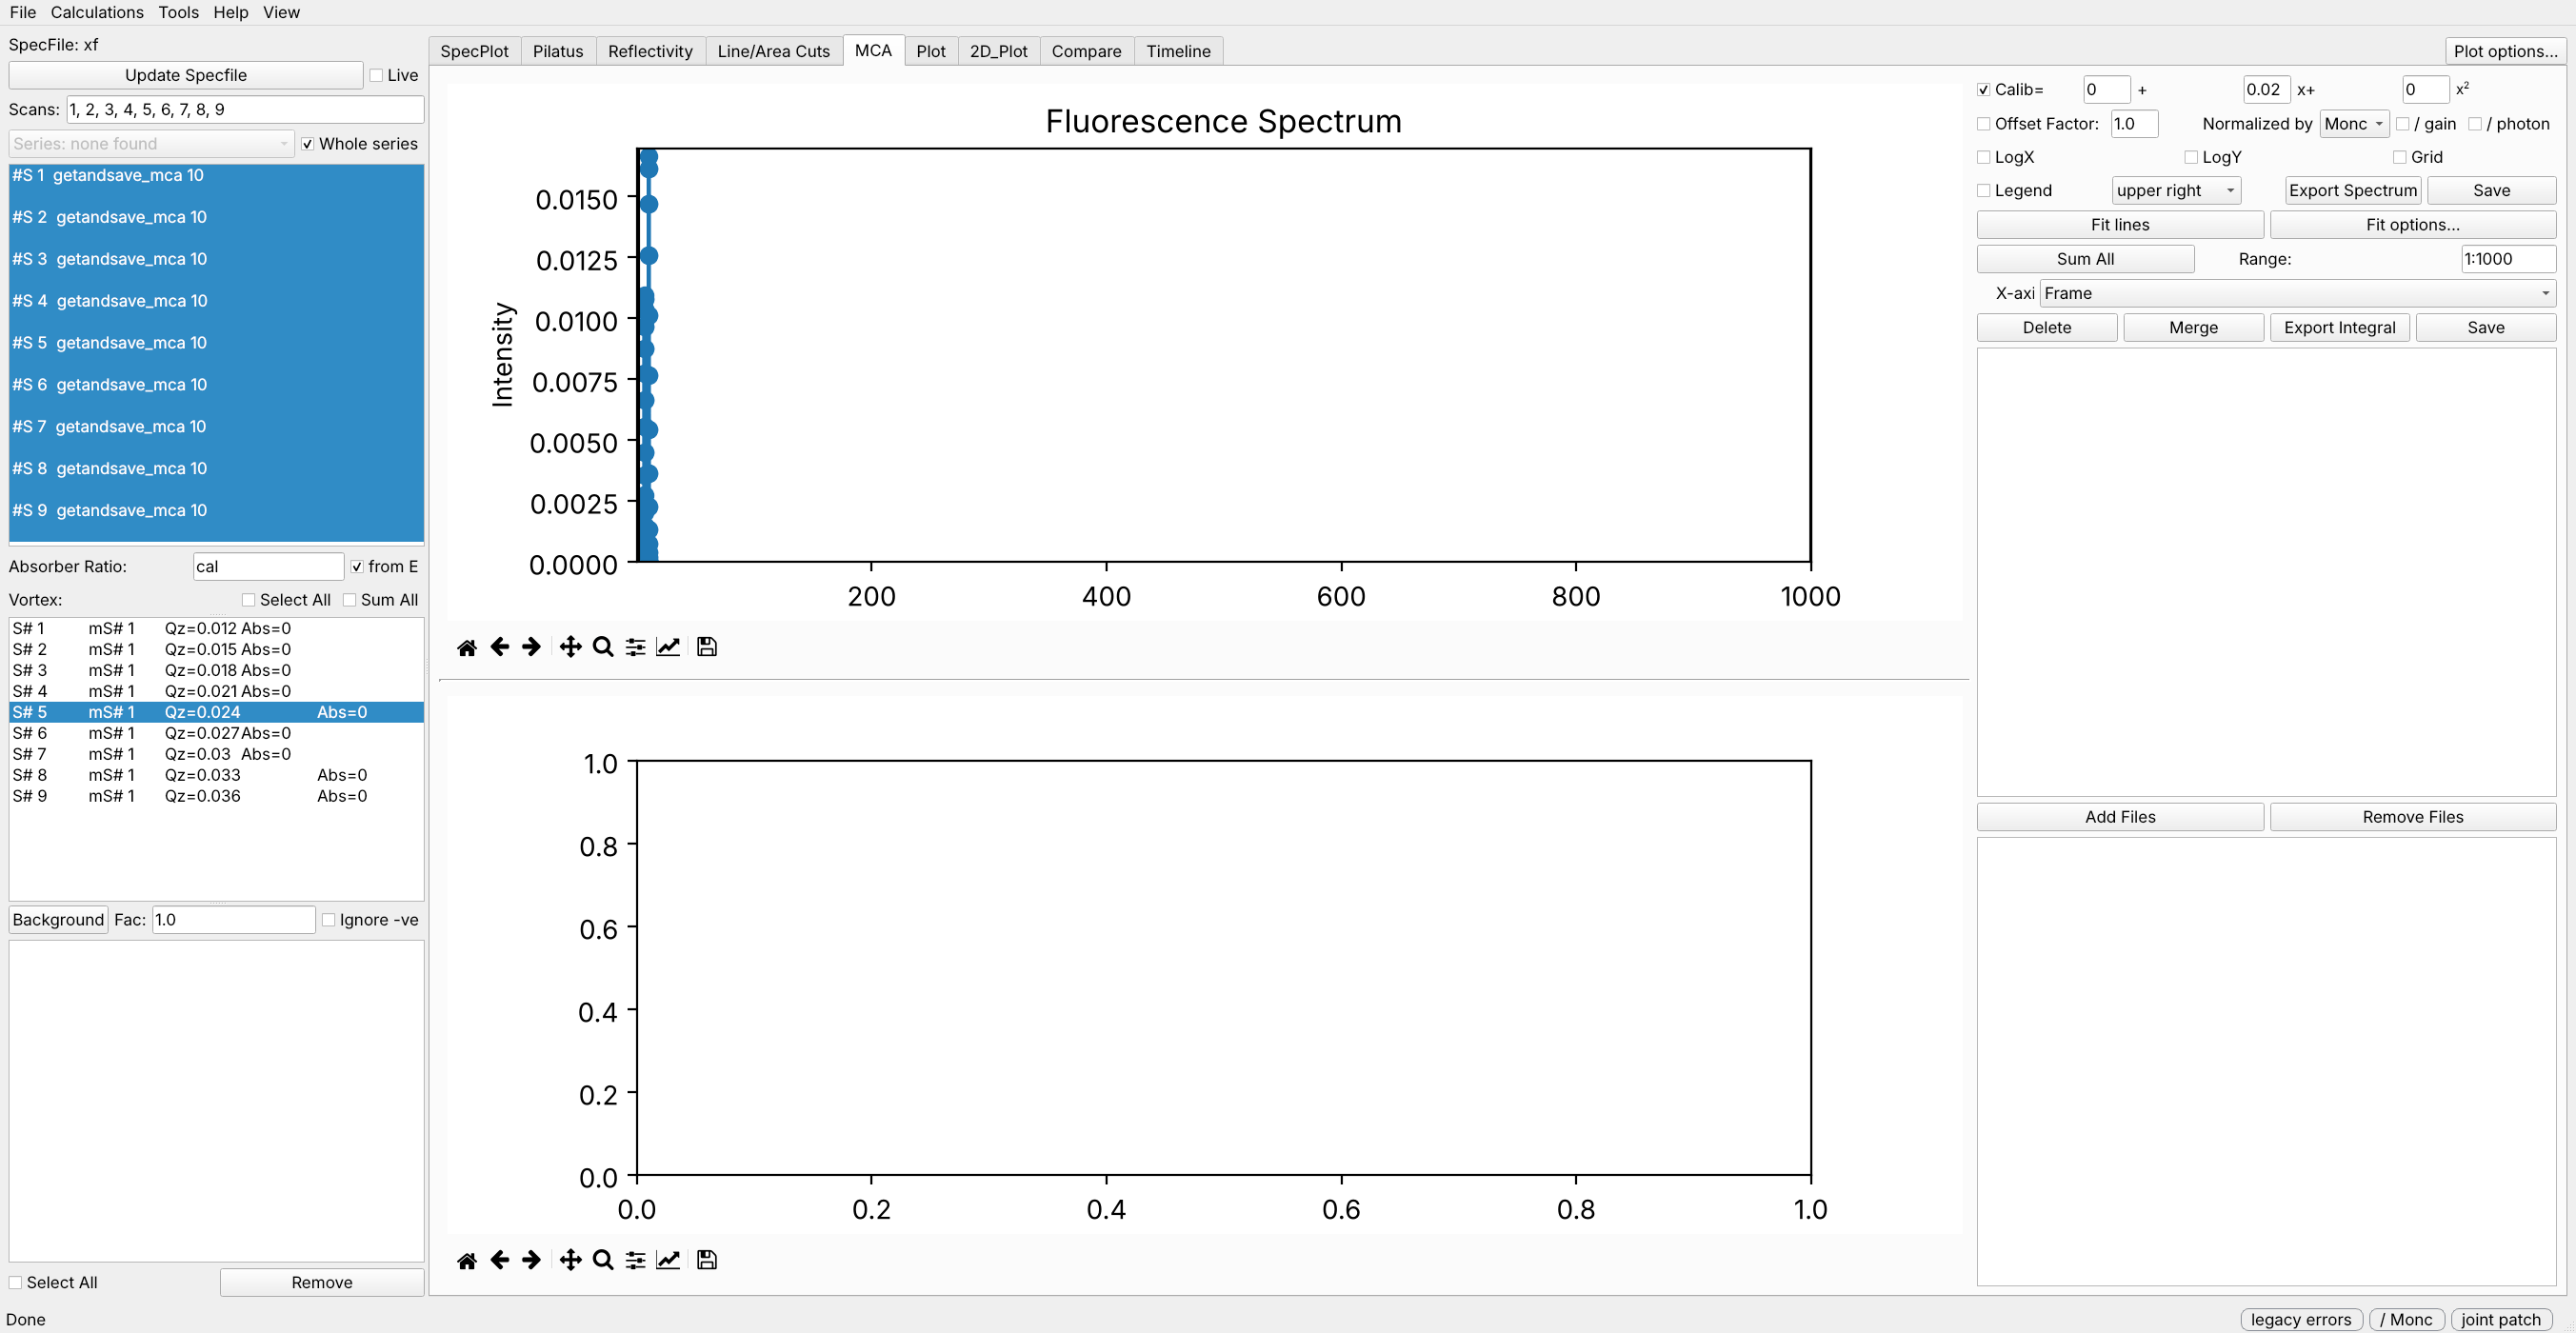 File Calculations Tools Help View
SpecFile: xf
Update Specfile Live
Scans: 1, 2, 3, 4, 5, 6, 7, 8, 9
Series: none found Whole series
#S 1 getandsave_mca 10
#S 2 getandsave_mca 10
#S 3 getandsave_mca 10
#S 4 getandsave_mca 10
#S 5 getandsave_mca 10
#S 6 getandsave_mca 10
#S 7 getandsave_mca 10
#S 8 getandsave_mca 10
#S 9 getandsave_mca 10
Absorber Ratio: cal from E
Vortex: Select All Sum All
S# 1 mS# 1 Qz=0.012 Abs=0
S# 2 mS# 1 Qz=0.015 Abs=0
S# 3 mS# 1 Qz=0.018 Abs=0
S# 4 mS# 1 Qz=0.021 Abs=0
S# 5 mS# 1 Qz=0.024 Abs=0
S# 6 mS# 1 Qz=0.027 Abs=0
S# 7 mS# 1 Qz=0.03 Abs=0
S# 8 mS# 1 Qz=0.033 Abs=0
S# 9 mS# 1 Qz=0.036 Abs=0
Background Fac: 1.0 Ignore -ve
Select All Remove
Done
SpecPlot Pilatus Reflectivity Line/Area Cuts MCA Plot 2D_Plot Compare Timeline
Plot options...
Fluorescence Spectrum
Intensity
0.0150
0.0125
0.0100
0.0075
0.0050
0.0025
0.0000
200 400 600 800 1000
1.0
0.8
0.6
0.4
0.2
0.0
0.0 0.2 0.4 0.6 0.8 1.0
Calib= 0 + 0.02 x+ 0 x²
Offset Factor: 1.0 Normalized by Monc / gain / photon
LogX LogY Grid
Legend upper right Export Spectrum Save
Fit lines Fit options...
Sum All Range: 1:1000
X-axi Frame
Delete Merge Export Integral Save
Add Files Remove Files
legacy errors / Monc joint patch